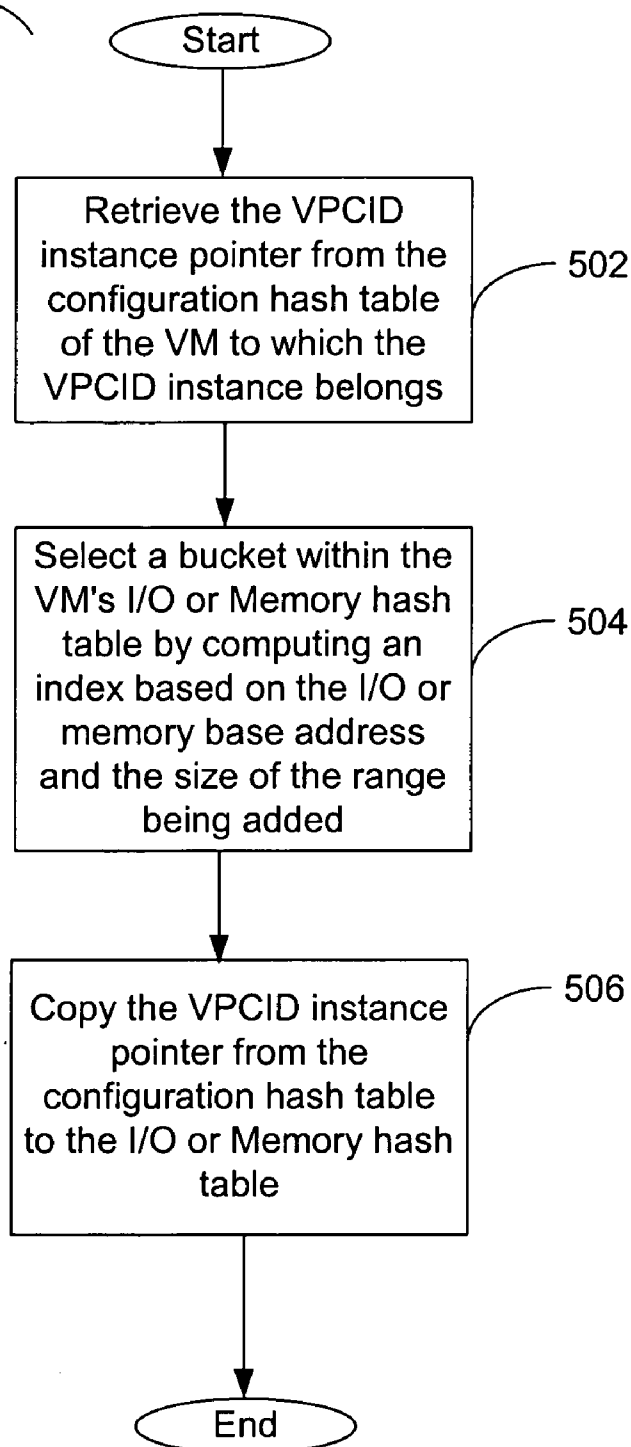 Start
Retrieve the VPCID
instance pointer from the
configuration hash table
of the VM to which the
VPCID instance belongs
502
Select a bucket within the
VM's I/O or Memory hash
table by computing an
index based on the I/O or
memory base address
and the size of the range
being added
504
Copy the VPCID instance
pointer from the
configuration hash table
to the I/O or Memory hash
table
506
End